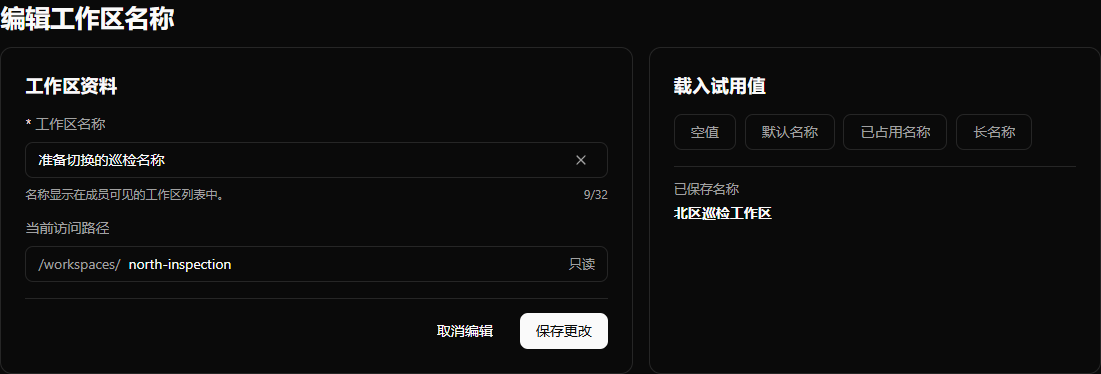 编辑工作区名称
工作区资料
* 工作区名称
准备切换的巡检名称
名称显示在成员可见的工作区列表中。 9/32
当前访问路径
/workspaces/ north-inspection 只读
取消编辑 保存更改
载入试用值
空值 默认名称 已占用名称 长名称
已保存名称
北区巡检工作区